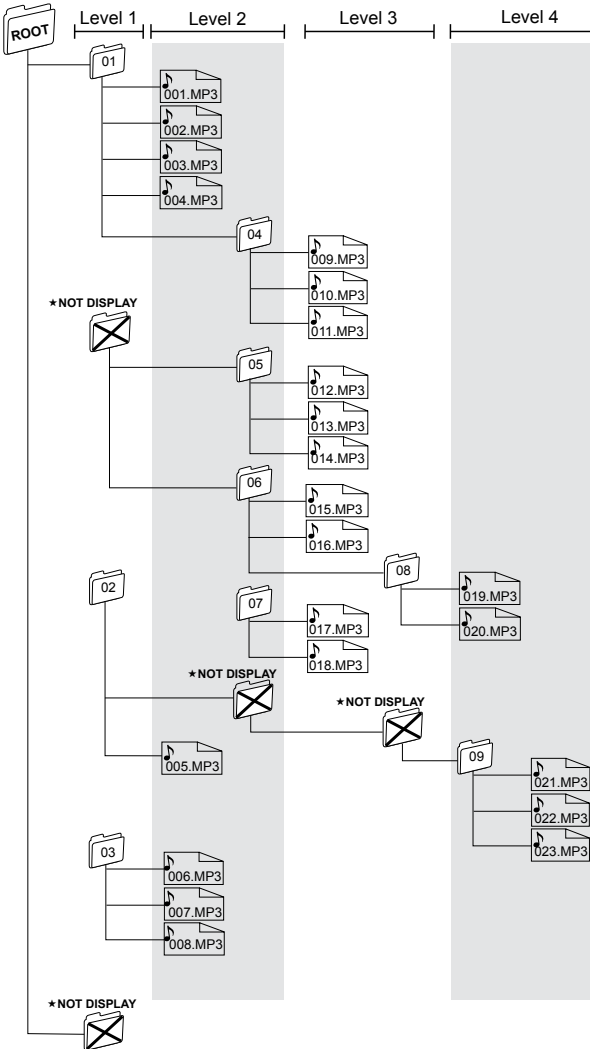 ROOT
Level 1 Level 2 Level 3 Level 4
01
001.MP3
002.MP3
003.MP3
004.MP3
04
009.MP3
010.MP3
011.MP3
★NOT DISPLAY
05
012.MP3
013.MP3
014.MP3
06
015.MP3
016.MP3
08
019.MP3
020.MP3
02
07
017.MP3
018.MP3
★NOT DISPLAY
★NOT DISPLAY
09
005.MP3
021.MP3
022.MP3
023.MP3
03
006.MP3
007.MP3
008.MP3
★NOT DISPLAY